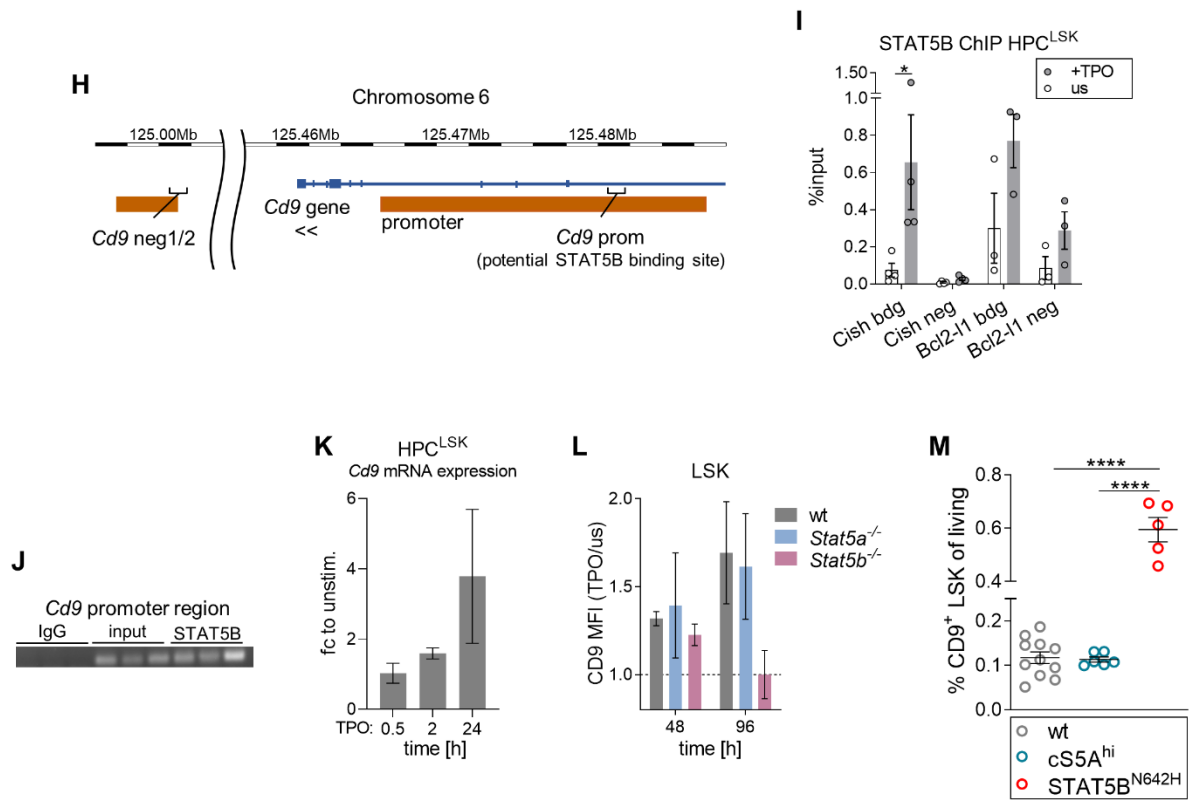 H
Chromosome 6
125.00Mb 125.46Mb 125.47Mb 125.48Mb
Cd9 neg1/2
Cd9 gene
<<
promoter
Cd9 prom
(potential STAT5B binding site)
I
STAT5B ChIP HPC^LSK
+TPO
us
%input
1.50
1.0
0.8
0.6
0.4
0.2
0.0
*
Cish bdg
Cish neg
Bcl2-l1 bdg
Bcl2-l1 neg
J
Cd9 promoter region
IgG input STAT5B
K
HPC^LSK
Cd9 mRNA expression
fc to unstim.
6
4
2
0
TPO: 0.5 2 24
time [h]
L
LSK
CD9 MFI (TPO/us)
2.0
1.5
1.0
48 96
time [h]
wt
Stat5a^-/-
Stat5b^-/-
M
% CD9^+ LSK of living
0.8
0.6
0.4
0.2
0.1
0.0
****
****
wt
cS5A^hi
STAT5B^N642H